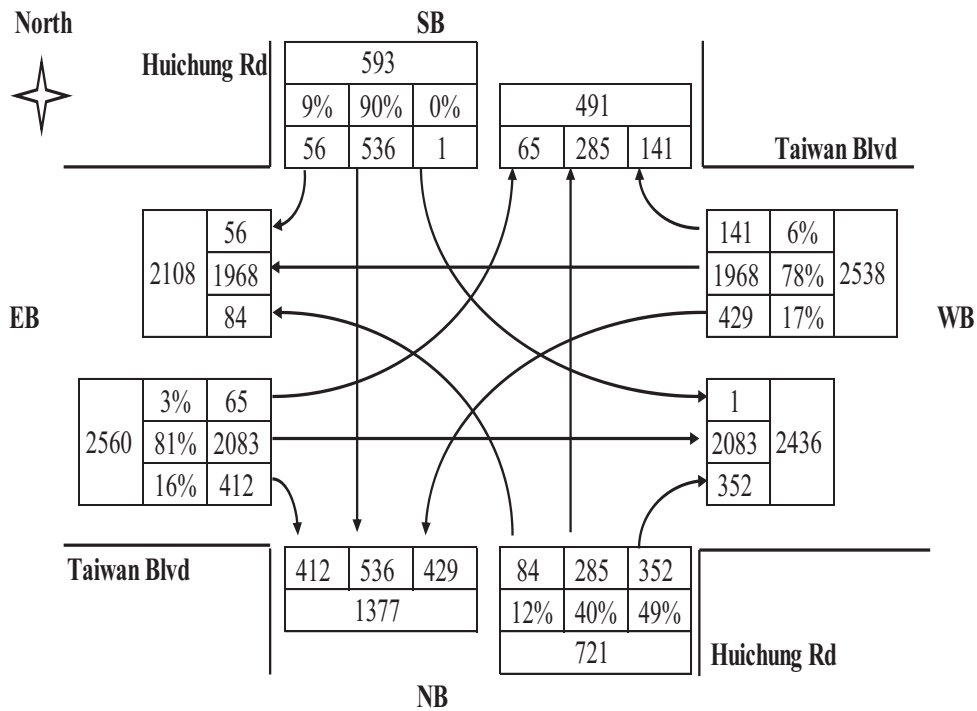 North
SB
Huichung Rd
593
9% 90% 0%
56 536 1
491
65 285 141
Taiwan Blvd
2108
56
1968
84
141 6%
1968 78%
429 17%
2538
EB
WB
2560
3% 65
81% 2083
16% 412
1
2083
352
2436
Taiwan Blvd
412 536 429
1377
84 285 352
12% 40% 49%
721
Huichung Rd
NB